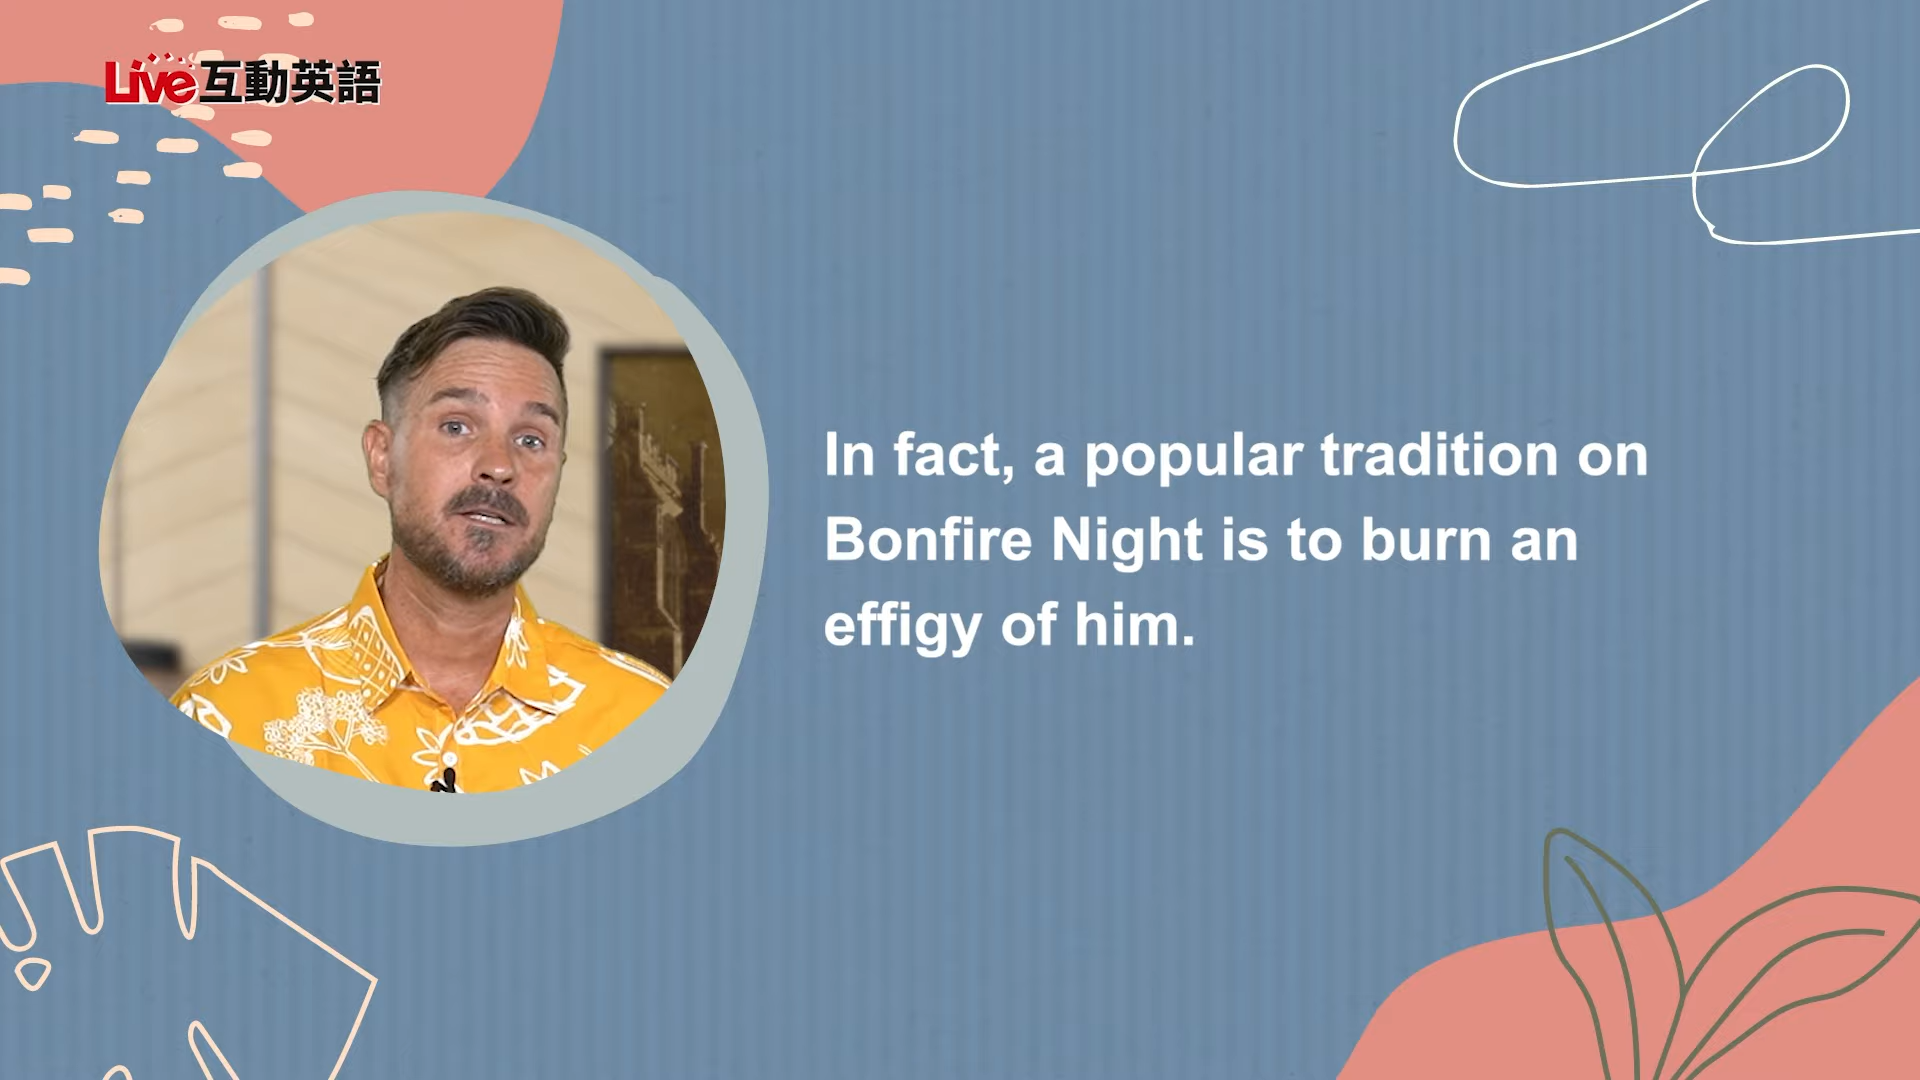 Live互動英語
In fact, a popular tradition on
Bonfire Night is to burn an
effigy of him.